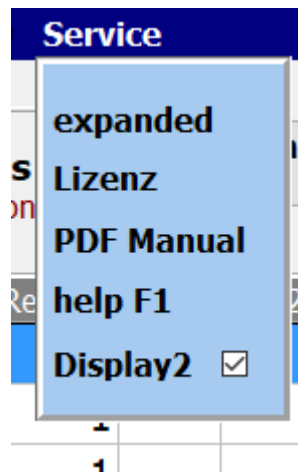 Service
expanded
Lizenz
PDF Manual
help F1
Display2
1
1